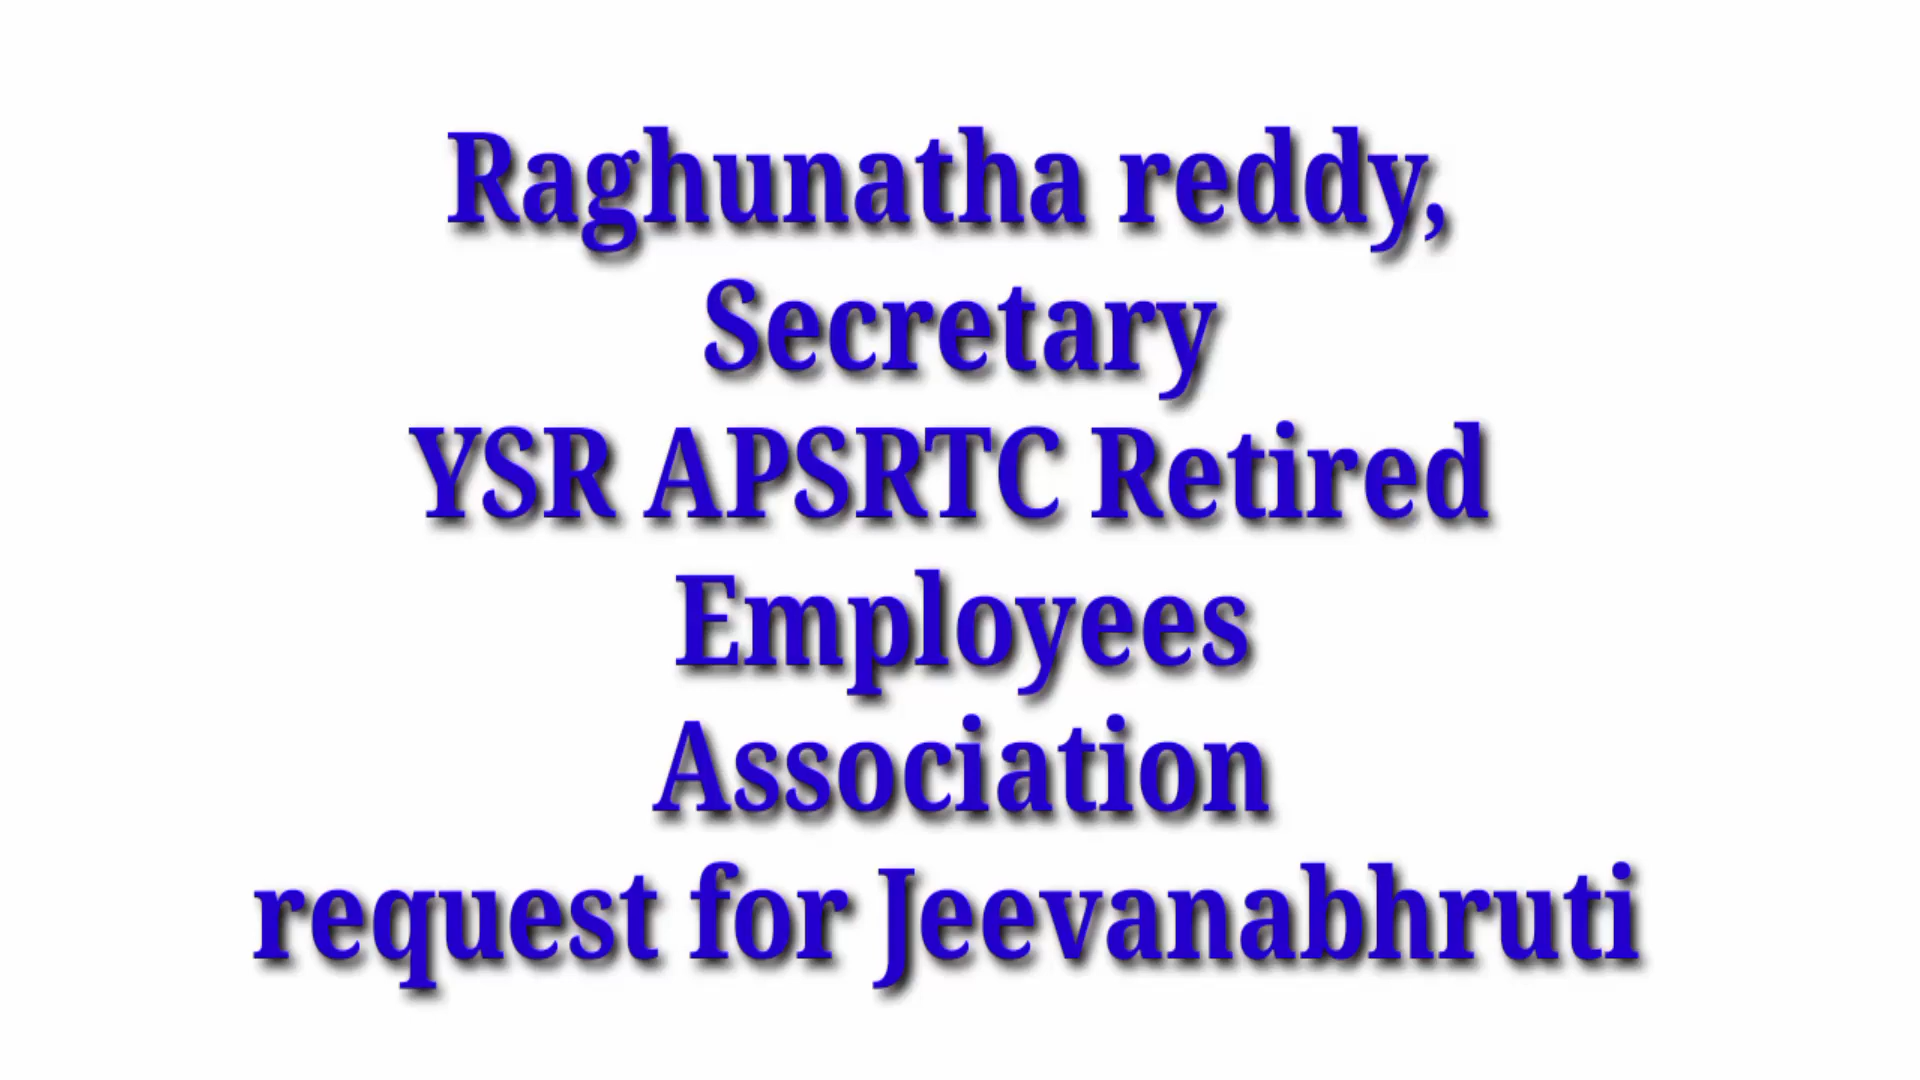 Raghunatha reddy,
Secretary
YSR APSRTC Retired
Employees
Association
request for Jeevanabhruti